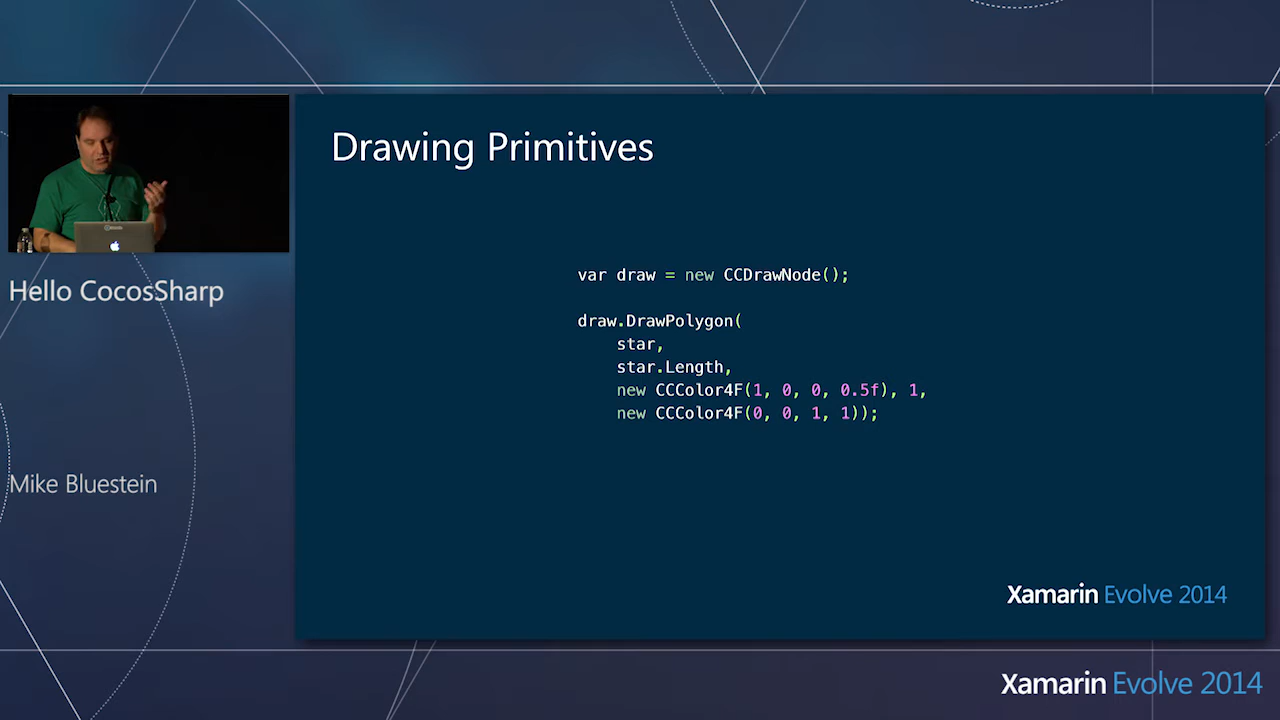 Drawing Primitives
var draw = new CCDrawNode();
draw.DrawPolygon(
star,
star.Length,
new CCColor4F(1, 0, 0, 0.5f), 1,
new CCColor4F(0, 0, 1, 1));
Xamarin Evolve 2014
Hello CocosSharp
Mike Bluestein
Xamarin Evolve 2014